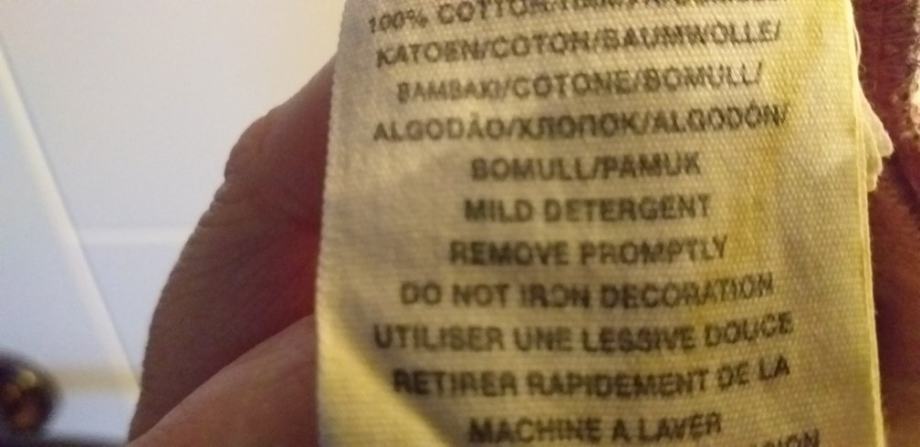 100% COTTON
KATOEN/COTON/BAUMWOLLE/
BAMBAKI/COTONE/BOMULL/
ALGODÃO/ХЛОПОК/ALGODÓN/
BOMULL/PAMUK
MILD DETERGENT
REMOVE PROMPTLY
DO NOT IRON DECORATION
UTILISER UNE LESSIVE DOUCE
RETIRER RAPIDEMENT DE LA
MACHINE A LAVER